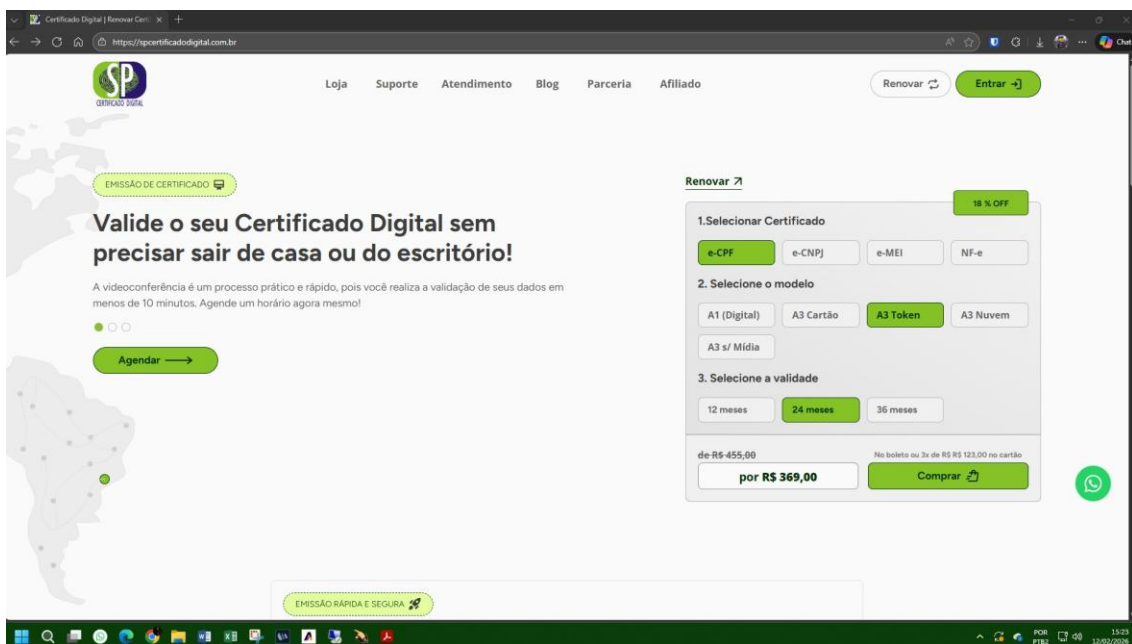 Certificado Digital | Renovar Certi
https://spcertificadodigital.com.br
Chat
SP
CERTIFICADO DIGITAL
Loja Suporte Atendimento Blog Parceria Afiliado
Renovar
Entrar
EMISSÃO DE CERTIFICADO
Valide o seu Certificado Digital sem
precisar sair de casa ou do escritório!
A videoconferência é um processo prático e rápido, pois você realiza a validação de seus dados em
menos de 10 minutos. Agende um horário agora mesmo!
Agendar
Renovar
18 % OFF
1.Selecionar Certificado
e-CPF e-CNPJ e-MEI NF-e
2. Selecione o modelo
A1 (Digital) A3 Cartão A3 Token A3 Nuvem
A3 s/ Mídia
3. Selecione a validade
12 meses 24 meses 36 meses
de R$ 455,00
No boleto ou 3x de R$ R$ 123,00 no cartão
por R$ 369,00
Comprar
EMISSÃO RÁPIDA E SEGURA
POR
PTB2
15:23
12/02/2026